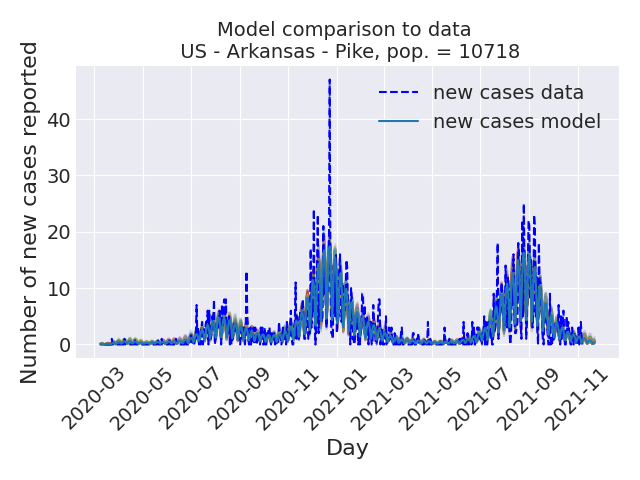 Model comparison to data
US - Arkansas - Pike, pop. = 10718
Number of new cases reported
40
30
20
10
0
new cases data
new cases model
2020-03
2020-05
2020-07
2020-09
2020-11
2021-01
2021-03
2021-05
2021-07
2021-09
2021-11
Day